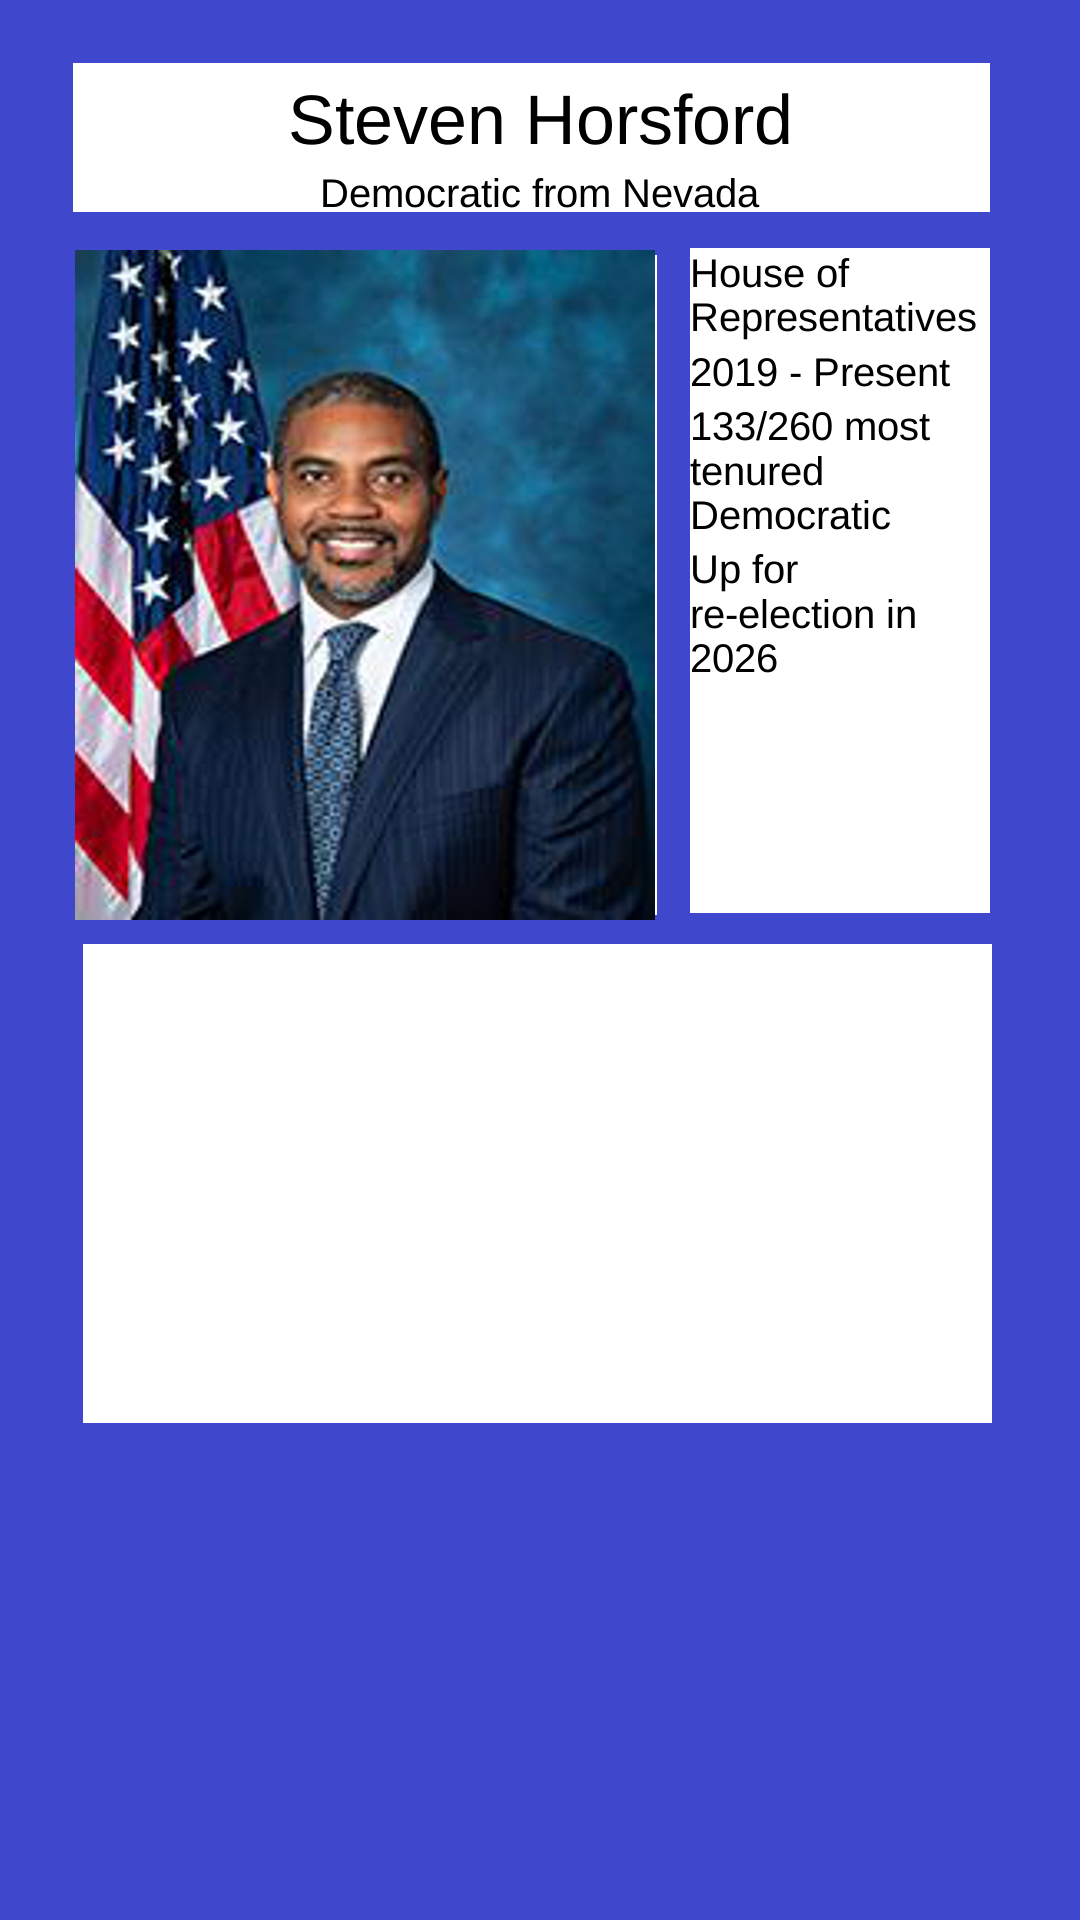 Steven Horsford
Democratic from Nevada
House of
Representatives
2019 - Present
133/260 most
tenured
Democratic
Up for
re-election in
2026